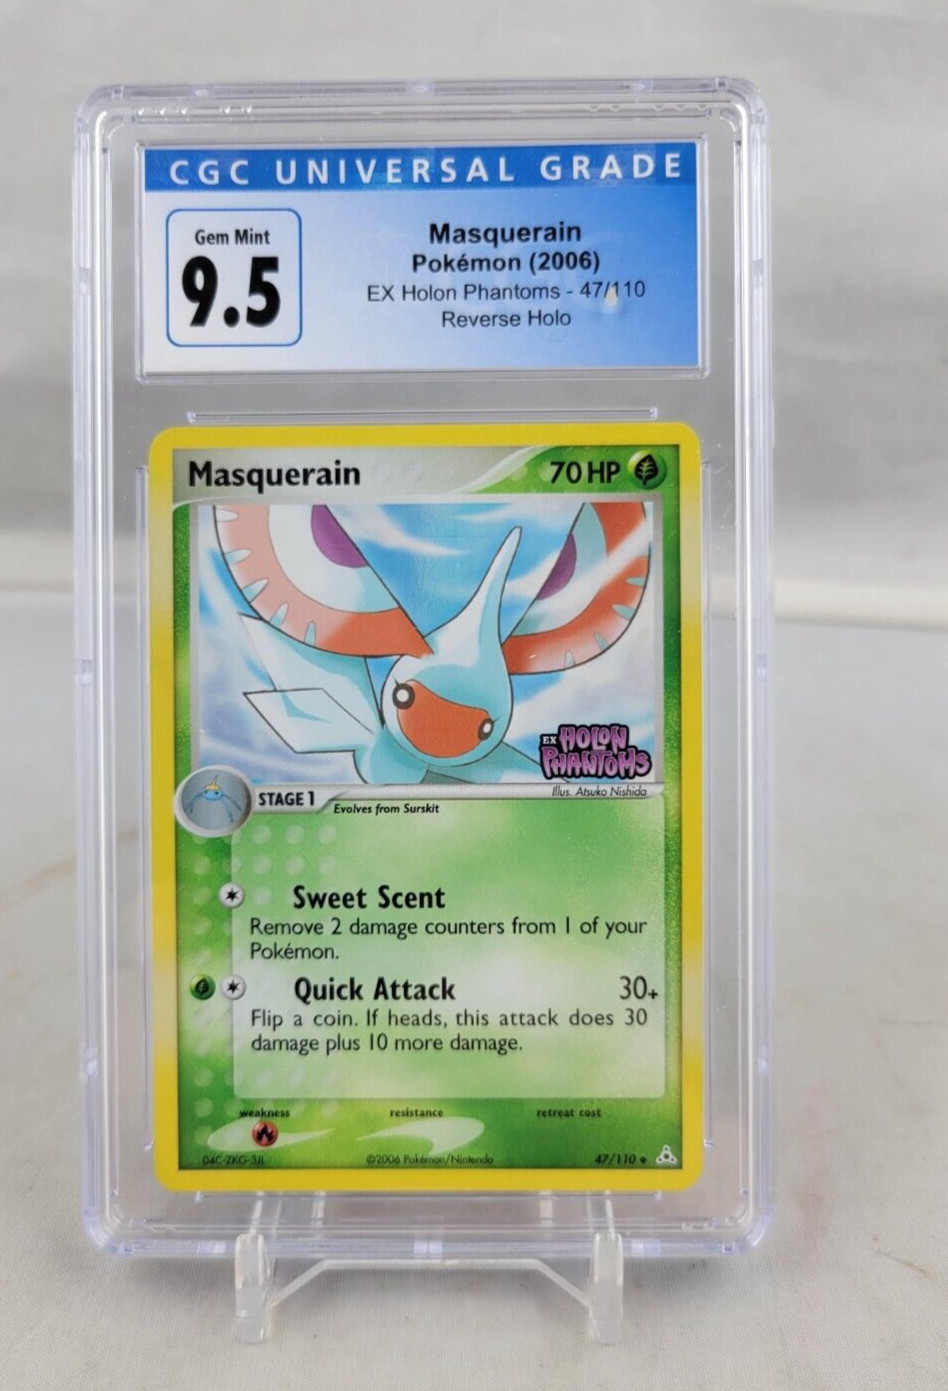 CGC UNIVERSAL GRADE
Gem Mint
9.5
Masquerain
Pokémon (2006)
EX Holon Phantoms - 47/110
Reverse Holo
Masquerain
70 HP
EX HOLON
PHANTOMS
Illus. Atsuko Nishida
STAGE 1
Evolves from Surskit
Sweet Scent
Remove 2 damage counters from 1 of your
Pokémon.
Quick Attack 30+
Flip a coin. If heads, this attack does 30
damage plus 10 more damage.
weakness resistance retreat cost
04C-ZKG-3JL ©2006 Pokémon/Nintendo 47/110